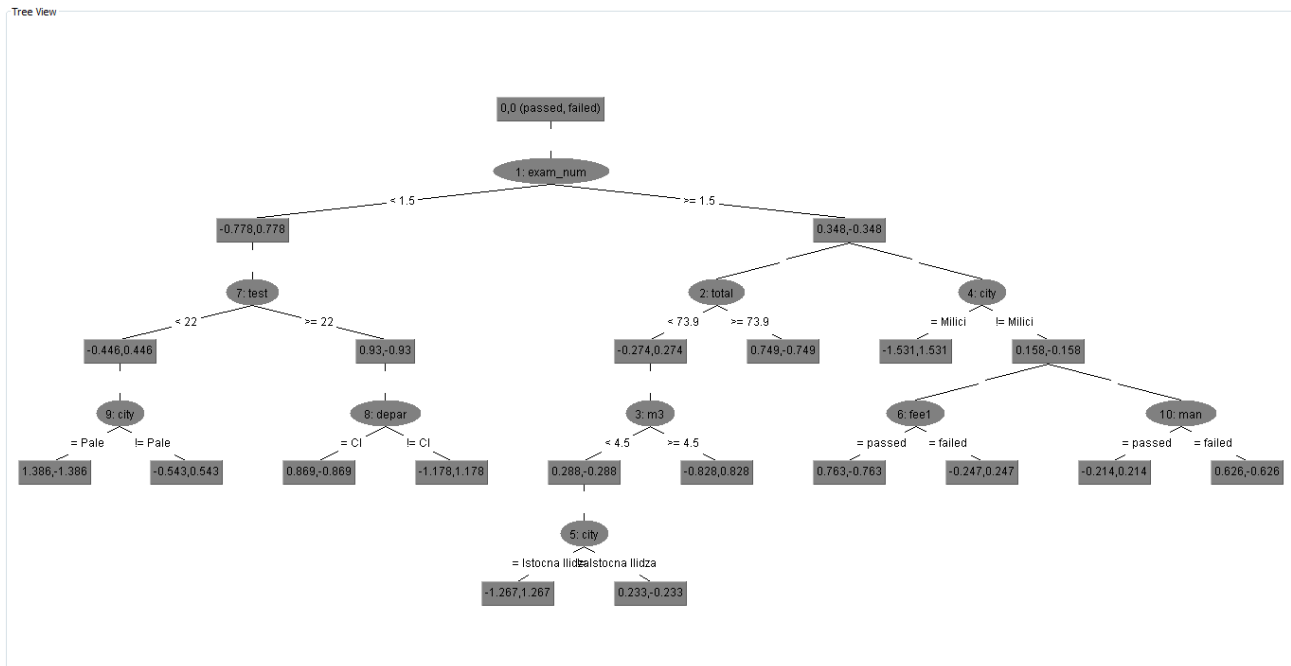 Tree View
0,0 (passed, failed)
1: exam_num
< 1.5
>= 1.5
-0.778,0.778
0.348,-0.348
7: test
2: total
4: city
< 22
>= 22
< 73.9
>= 73.9
= Milici
!= Milici
-0.446,0.446
0.93,-0.93
-0.274,0.274
0.749,-0.749
-1.531,1.531
0.158,-0.158
9: city
8: depar
3: m3
6: fee1
10: man
= Pale
!= Pale
= CI
!= CI
< 4.5
>= 4.5
= passed
= failed
= passed
= failed
1.386,-1.386
-0.543,0.543
0.869,-0.869
-1.178,1.178
0.288,-0.288
-0.828,0.828
0.763,-0.763
-0.247,0.247
-0.214,0.214
0.626,-0.626
5: city
= Istocna Ilidza
Istocna Ilidza
-1.267,1.267
0.233,-0.233